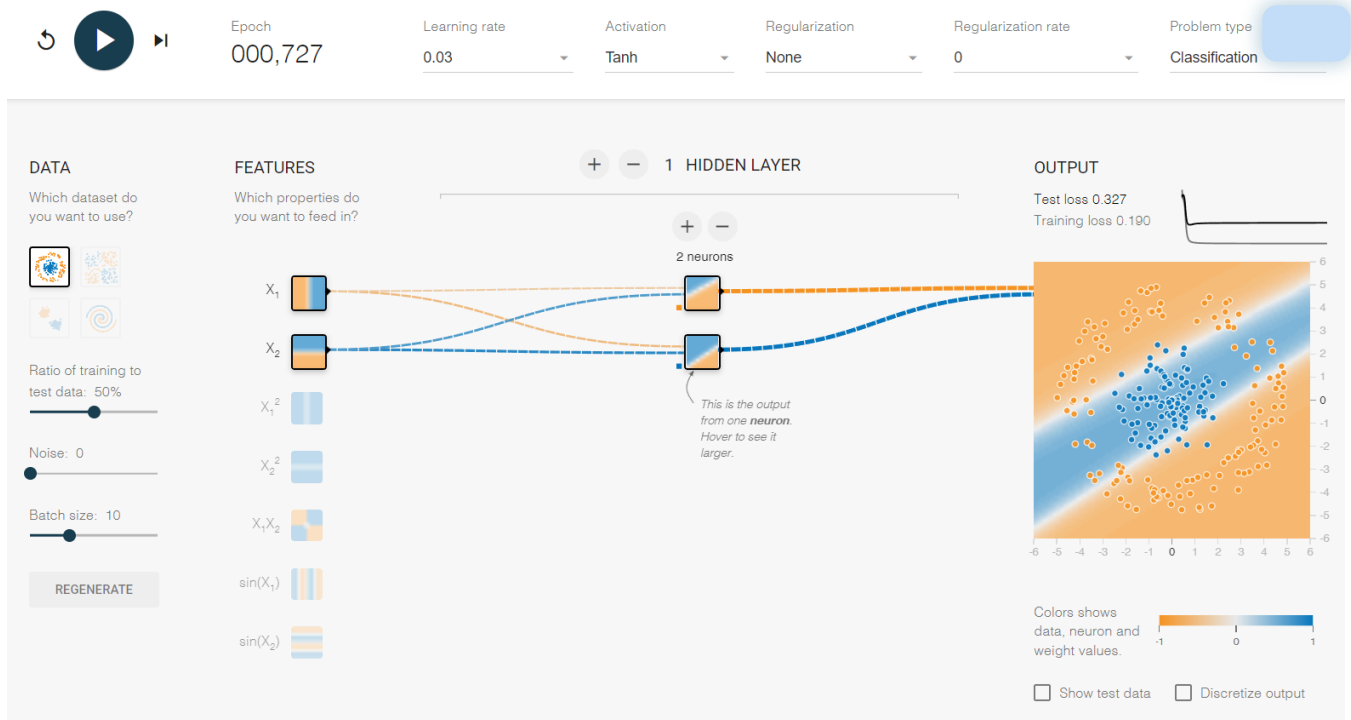 Epoch
000,727
Learning rate
0.03
Activation
Tanh
Regularization
None
Regularization rate
0
Problem type
Classification
DATA
Which dataset do
you want to use?
Ratio of training to
test data: 50%
Noise: 0
Batch size: 10
REGENERATE
FEATURES
Which properties do
you want to feed in?
X₁
X₂
X₁²
X₂²
X₁X₂
sin(X₁)
sin(X₂)
+ − 1 HIDDEN LAYER
+ −
2 neurons
This is the output
from one neuron.
Hover to see it
larger.
OUTPUT
Test loss 0.327
Training loss 0.190
6
5
4
3
2
1
0
-1
-2
-3
-4
-5
-6
-6 -5 -4 -3 -2 -1 0 1 2 3 4 5 6
Colors shows
data, neuron and
weight values.
-1 0 1
Show test data
Discretize output